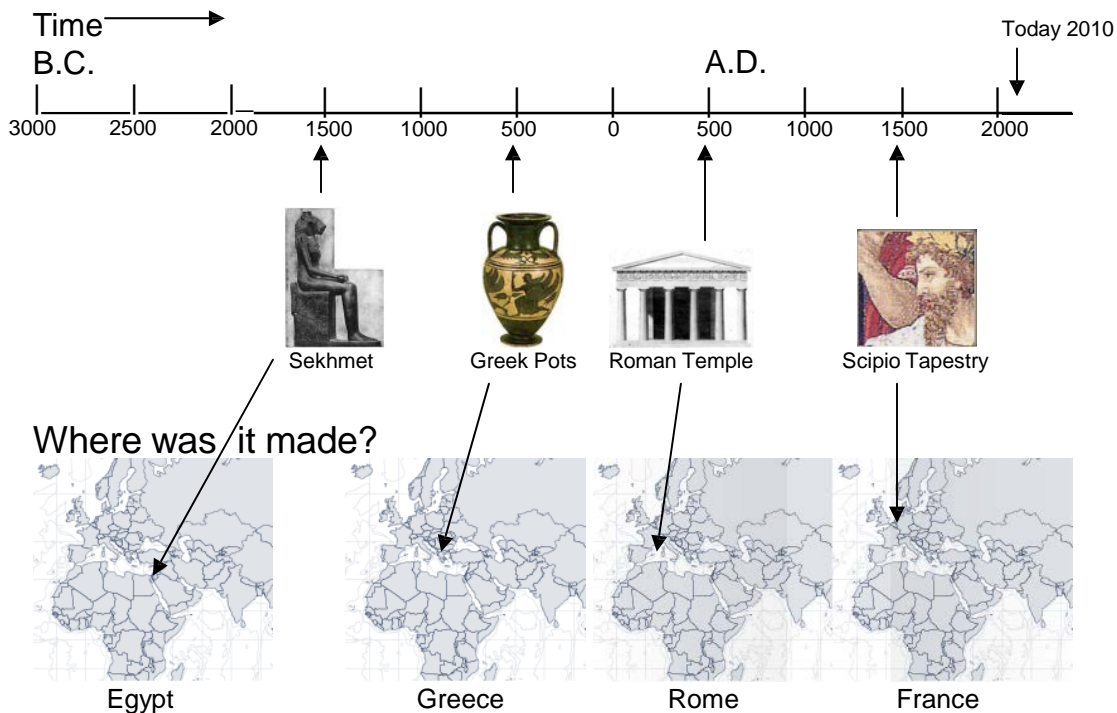 Time
Today 2010
B.C.
A.D.
3000 2500 2000 1500 1000 500 0 500 1000 1500 2000
Sekhmet Greek Pots Roman Temple Scipio Tapestry
Where was it made?
Egypt Greece Rome France